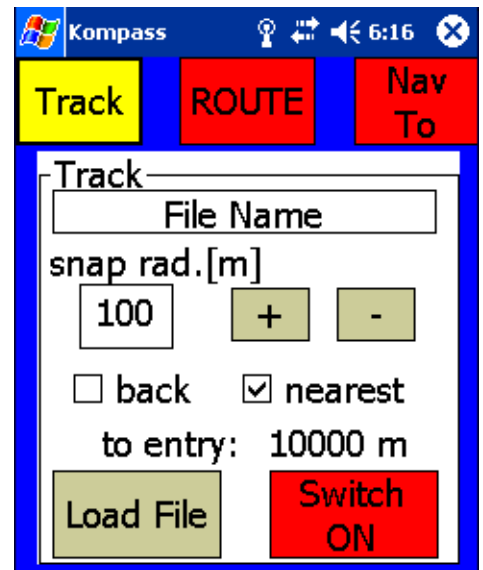 Kompass 6:16
Track ROUTE Nav To
Track
File Name
snap rad.[m]
100 + -
back nearest
to entry: 10000 m
Load File Switch ON